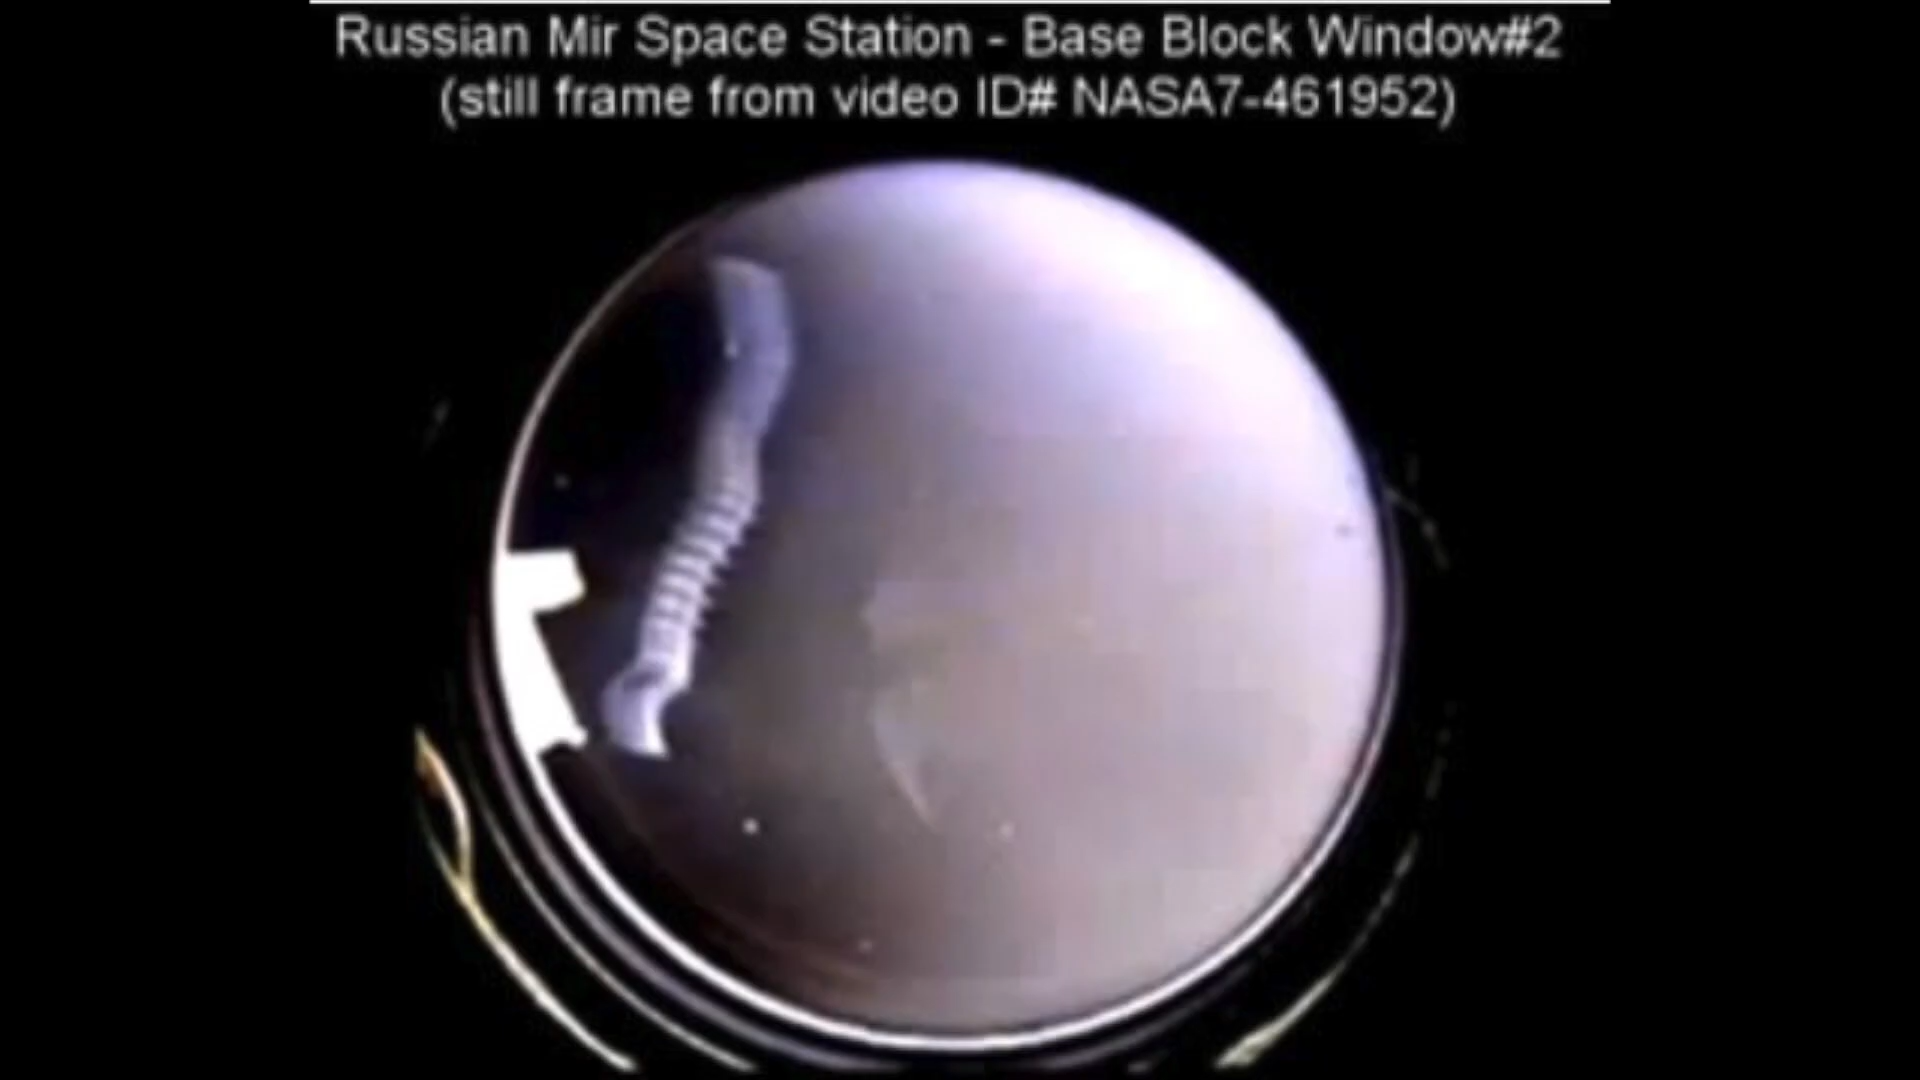 Russian Mir Space Station - Base Block Window#2
(still frame from video ID# NASA7-461952)